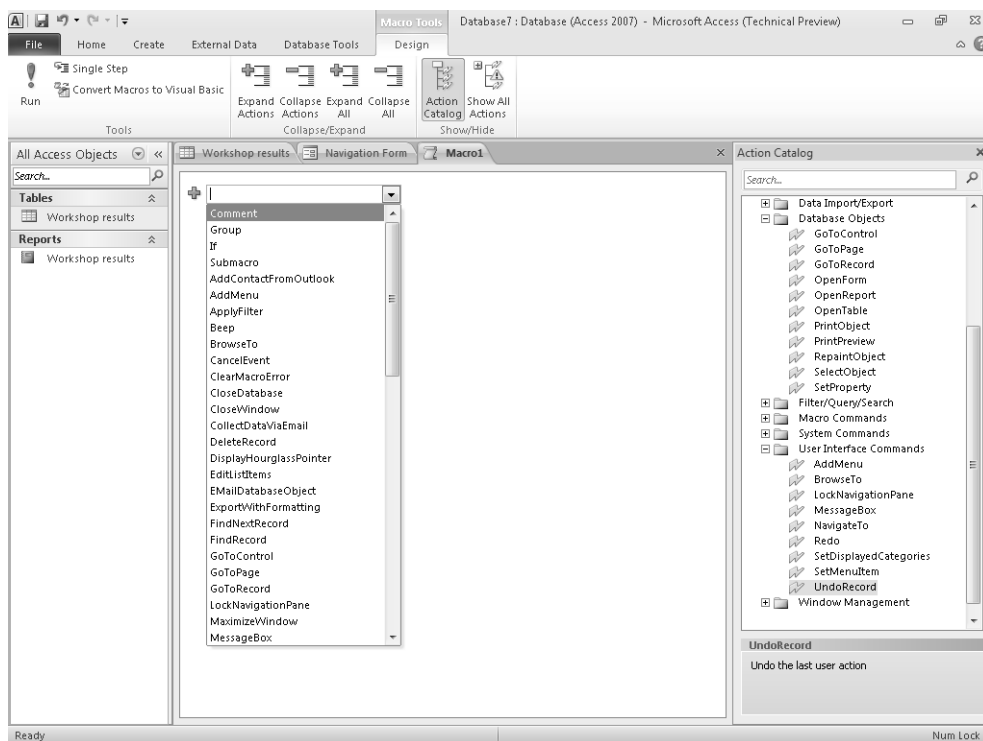 Macro Tools
Database7 : Database (Access 2007) - Microsoft Access (Technical Preview)
File
Home
Create
External Data
Database Tools
Design
Run
Single Step
Convert Macros to Visual Basic
Tools
Expand Actions
Collapse Actions
Expand All
Collapse All
Collapse/Expand
Action Catalog
Show All Actions
Show/Hide
All Access Objects
Search...
Tables
Workshop results
Reports
Workshop results
Workshop results
Navigation Form
Macro1
Comment
Group
If
Submacro
AddContactFromOutlook
AddMenu
ApplyFilter
Beep
BrowseTo
CancelEvent
ClearMacroError
CloseDatabase
CloseWindow
CollectDataViaEmail
DeleteRecord
DisplayHourglassPointer
EditListItems
EMailDatabaseObject
ExportWithFormatting
FindNextRecord
FindRecord
GoToControl
GoToPage
GoToRecord
LockNavigationPane
MaximizeWindow
MessageBox
Action Catalog
Search...
Data Import/Export
Database Objects
GoToControl
GoToPage
GoToRecord
OpenForm
OpenReport
OpenTable
PrintObject
PrintPreview
RepaintObject
SelectObject
SetProperty
Filter/Query/Search
Macro Commands
System Commands
User Interface Commands
AddMenu
BrowseTo
LockNavigationPane
MessageBox
NavigateTo
Redo
SetDisplayedCategories
SetMenuItem
UndoRecord
Window Management
UndoRecord
Undo the last user action
Ready
Num Lock